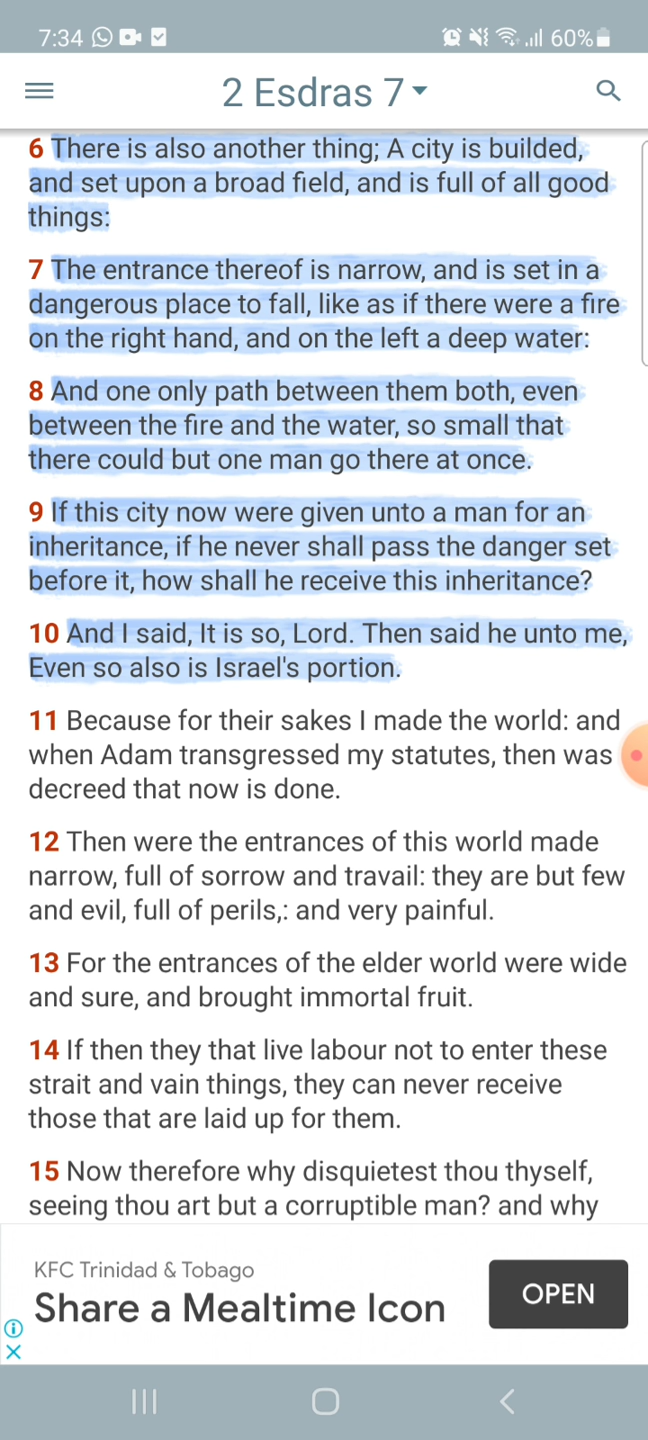 7:34
60%
2 Esdras 7
6 There is also another thing; A city is builded,
and set upon a broad field, and is full of all good
things:
7 The entrance thereof is narrow, and is set in a
dangerous place to fall, like as if there were a fire
on the right hand, and on the left a deep water:
8 And one only path between them both, even
between the fire and the water, so small that
there could but one man go there at once.
9 If this city now were given unto a man for an
inheritance, if he never shall pass the danger set
before it, how shall he receive this inheritance?
10 And I said, It is so, Lord. Then said he unto me,
Even so also is Israel's portion.
11 Because for their sakes I made the world: and
when Adam transgressed my statutes, then was
decreed that now is done.
12 Then were the entrances of this world made
narrow, full of sorrow and travail: they are but few
and evil, full of perils,: and very painful.
13 For the entrances of the elder world were wide
and sure, and brought immortal fruit.
14 If then they that live labour not to enter these
strait and vain things, they can never receive
those that are laid up for them.
15 Now therefore why disquietest thou thyself,
seeing thou art but a corruptible man? and why
KFC Trinidad & Tobago
Share a Mealtime Icon
OPEN